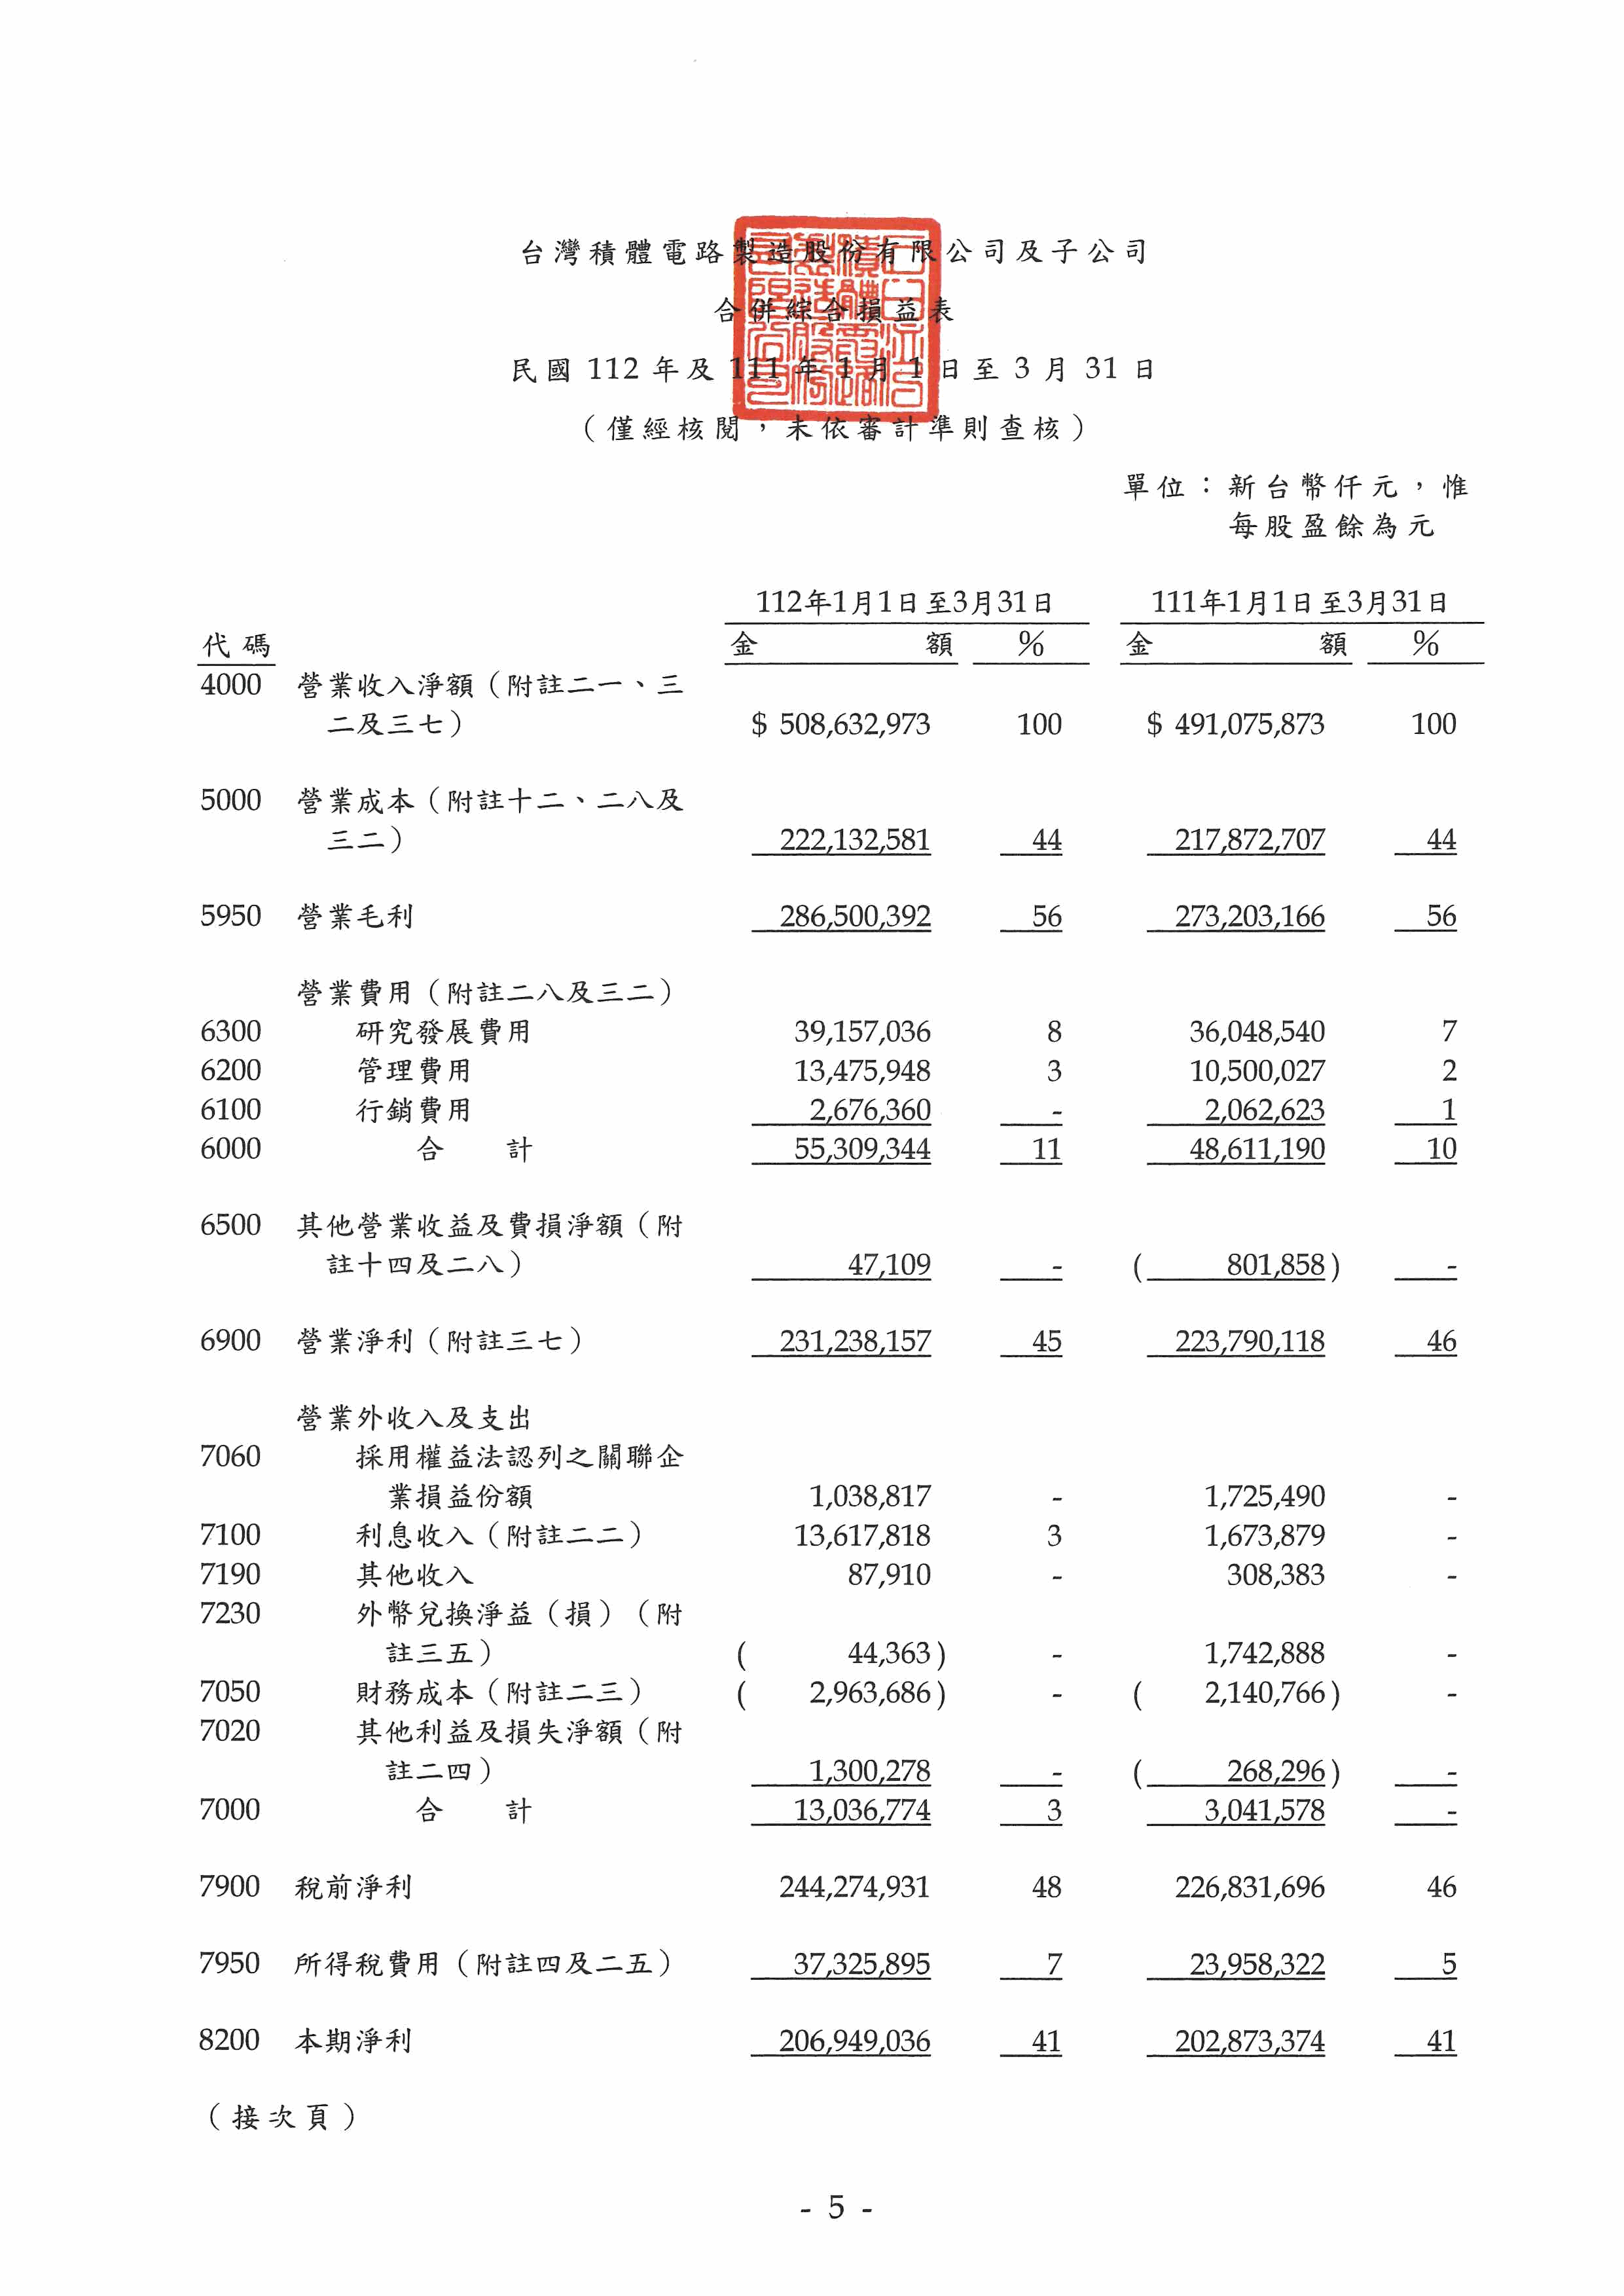 台灣積體電路製造股份有限公司及子公司
合併綜合損益表
民國 112 年及 111 年 1 月 1 日至 3 月 31 日
（僅經核閱，未依審計準則查核）
單位：新台幣仟元，惟
每股盈餘為元
112年1月1日至3月31日 111年1月1日至3月31日
代碼 金額 % 金額 %
4000 營業收入淨額（附註二一、三
二及三七） $ 508,632,973 100 $ 491,075,873 100
5000 營業成本（附註十二、二八及
三二） 222,132,581 44 217,872,707 44
5950 營業毛利 286,500,392 56 273,203,166 56
營業費用（附註二八及三二）
6300 研究發展費用 39,157,036 8 36,048,540 7
6200 管理費用 13,475,948 3 10,500,027 2
6100 行銷費用 2,676,360 - 2,062,623 1
6000 合計 55,309,344 11 48,611,190 10
6500 其他營業收益及費損淨額（附
註十四及二八） 47,109 - ( 801,858) -
6900 營業淨利（附註三七） 231,238,157 45 223,790,118 46
營業外收入及支出
7060 採用權益法認列之關聯企
業損益份額 1,038,817 - 1,725,490 -
7100 利息收入（附註二二） 13,617,818 3 1,673,879 -
7190 其他收入 87,910 - 308,383 -
7230 外幣兌換淨益（損）（附
註三五） ( 44,363) - 1,742,888 -
7050 財務成本（附註二三） ( 2,963,686) - ( 2,140,766) -
7020 其他利益及損失淨額（附
註二四） 1,300,278 - ( 268,296) -
7000 合計 13,036,774 3 3,041,578 -
7900 稅前淨利 244,274,931 48 226,831,696 46
7950 所得稅費用（附註四及二五） 37,325,895 7 23,958,322 5
8200 本期淨利 206,949,036 41 202,873,374 41
（接次頁）
- 5 -